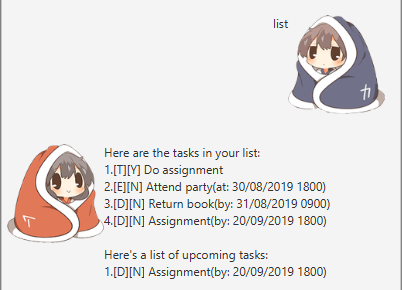 list
Here are the tasks in your list:
1.[T][Y] Do assignment
2.[E][N] Attend party(at: 30/08/2019 1800)
3.[D][N] Return book(by: 31/08/2019 0900)
4.[D][N] Assignment(by: 20/09/2019 1800)
Here's a list of upcoming tasks:
1.[D][N] Assignment(by: 20/09/2019 1800)